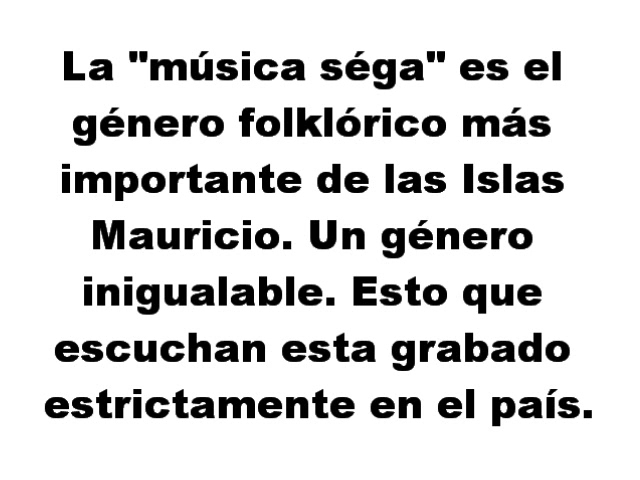 La "música séga" es el
género folklórico más
importante de las Islas
Mauricio. Un género
inigualable. Esto que
escuchan esta grabado
estrictamente en el país.